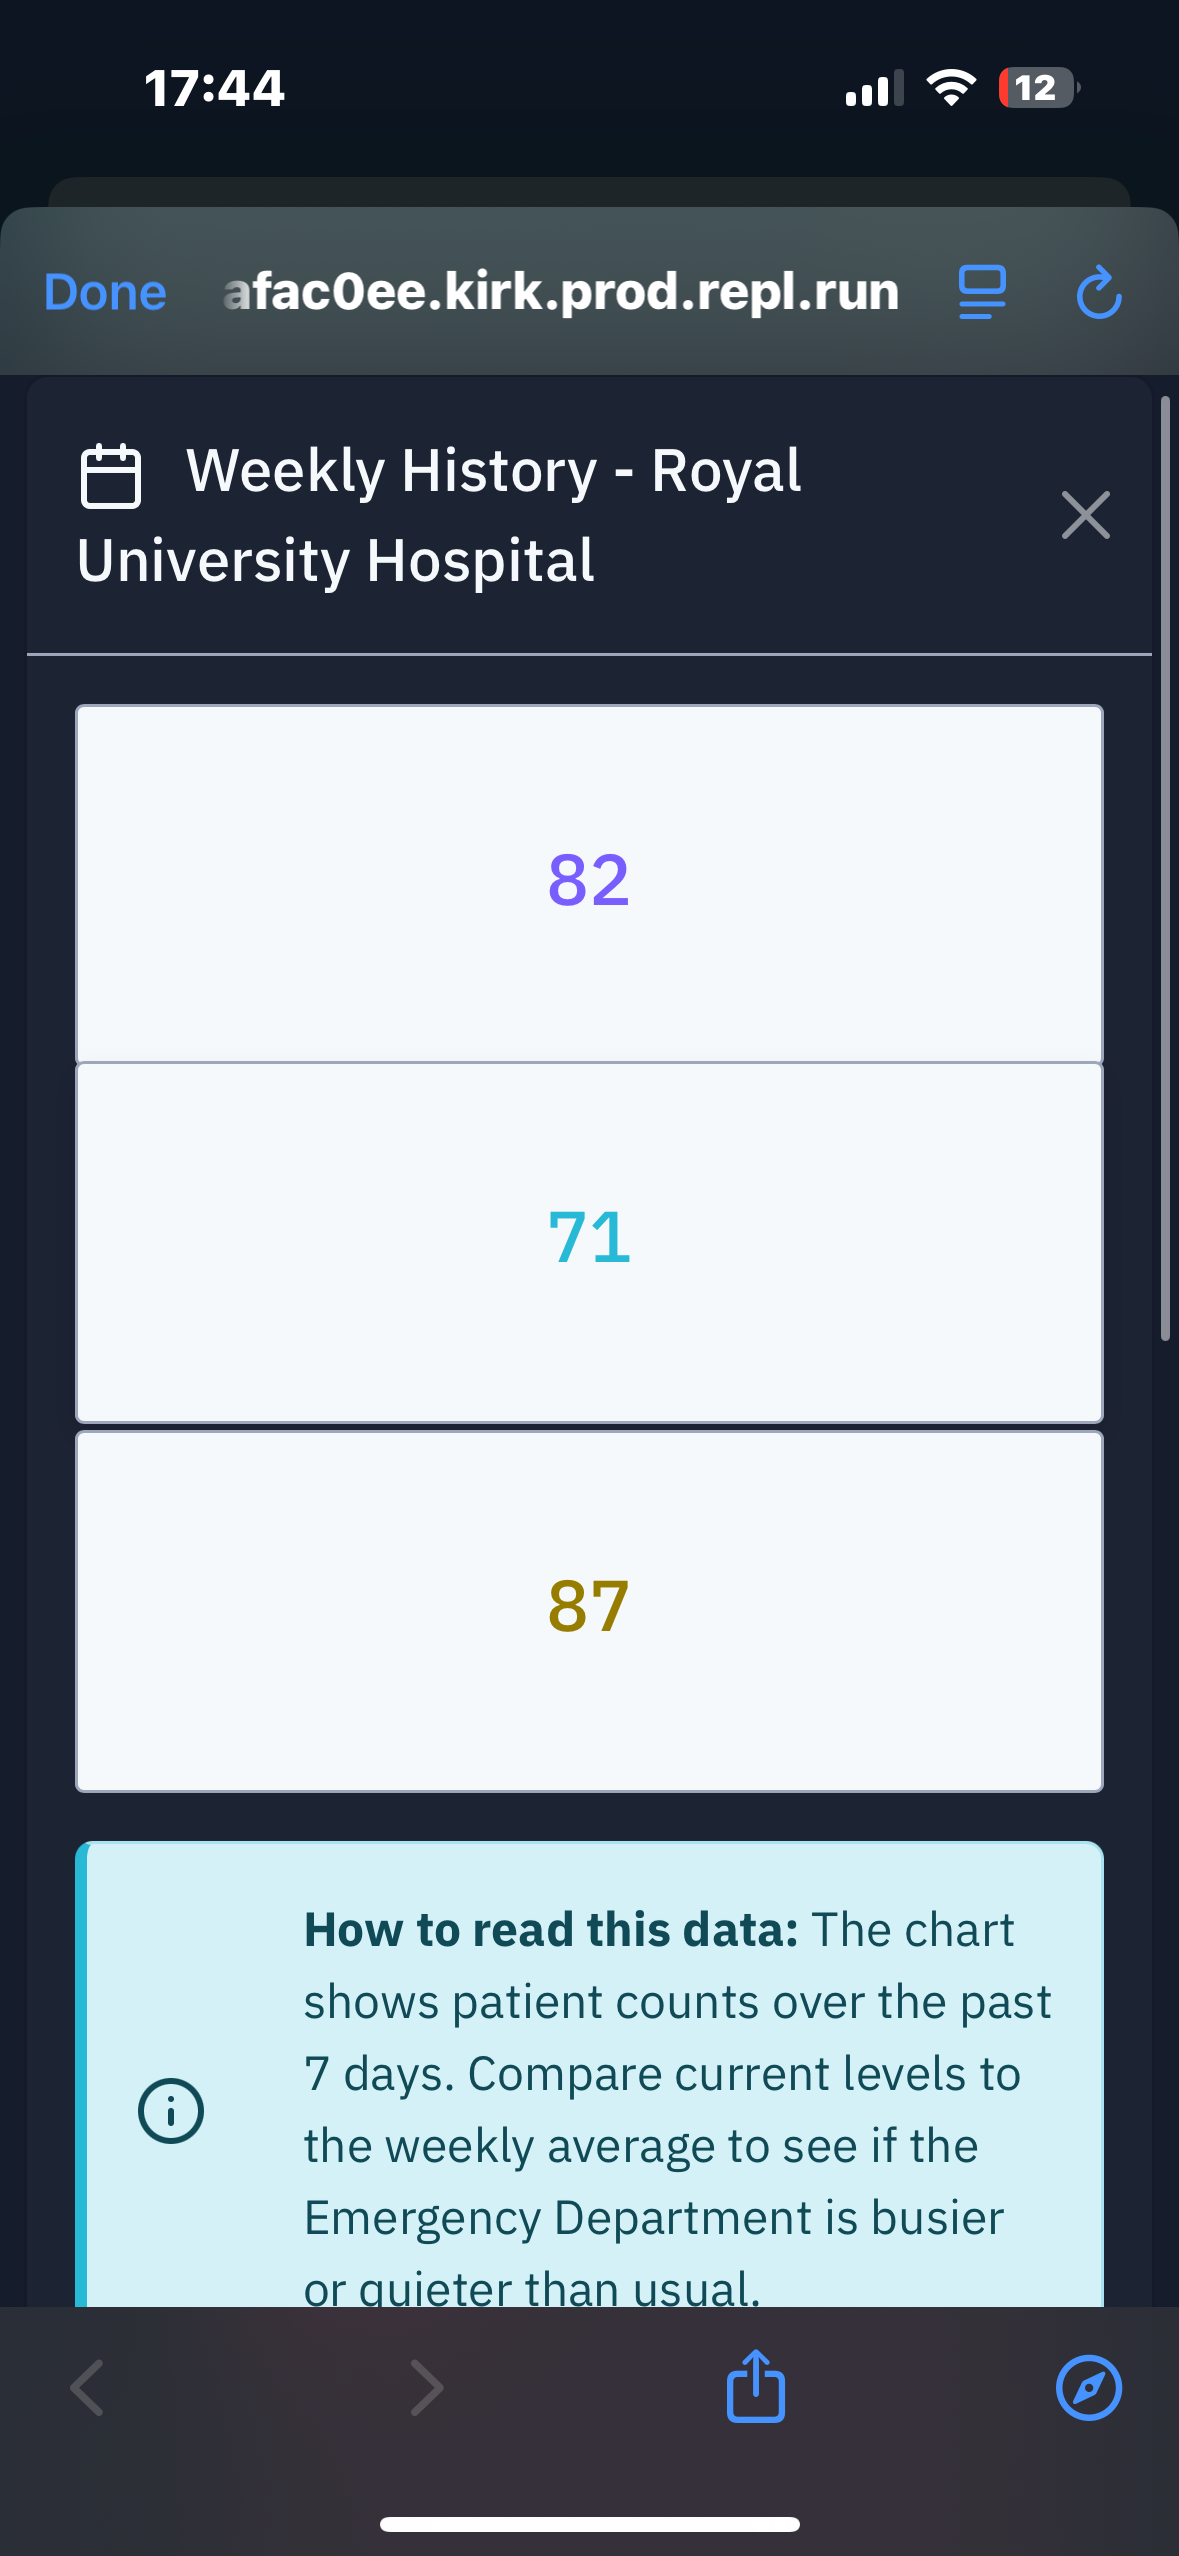 17:44
12
Done
afac0ee.kirk.prod.repl.run
Weekly History - Royal
University Hospital
82
71
87
How to read this data: The chart
shows patient counts over the past
7 days. Compare current levels to
the weekly average to see if the
Emergency Department is busier
or quieter than usual.